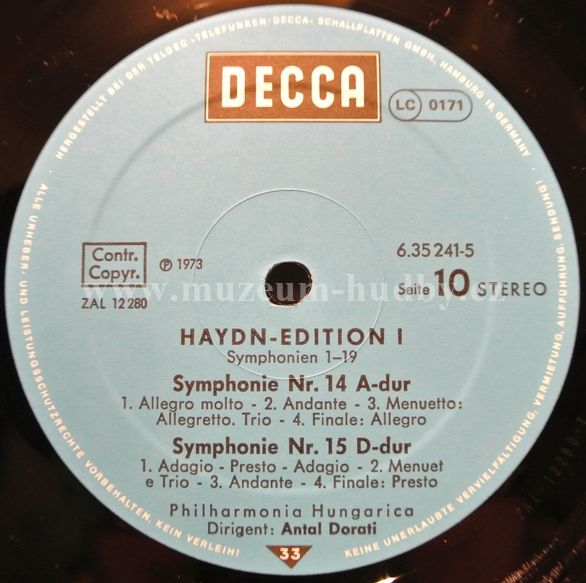 HERGESTELLT BEI DER TELDEC »TELEFUNKEN-DECCA« SCHALLPLATTEN GMBH, HAMBURG 19, GERMANY
DECCA
LC 0171
Contr.
Copyr.
ZAL 12 280
℗ 1973
6.35 241-5
Seite 10 STEREO
www.muzeum-hudby.cz
HAYDN-EDITION I
Symphonien 1-19
Symphonie Nr. 14 A-dur
1. Allegro molto - 2. Andante - 3. Menuetto:
Allegretto. Trio - 4. Finale: Allegro
Symphonie Nr. 15 D-dur
1. Adagio - Presto - Adagio - 2. Menuet
e Trio - 3. Andante - 4. Finale: Presto
Philharmonia Hungarica
Dirigent: Antal Dorati
33
ALLE URHEBER- UND LEISTUNGSSCHUTZRECHTE VORBEHALTEN, KEIN VERLEIH!
KEINE UNERLAUBTE VERVIELFÄLTIGUNG, VERMIETUNG, AUFFÜHRUNG, SENDUNG!